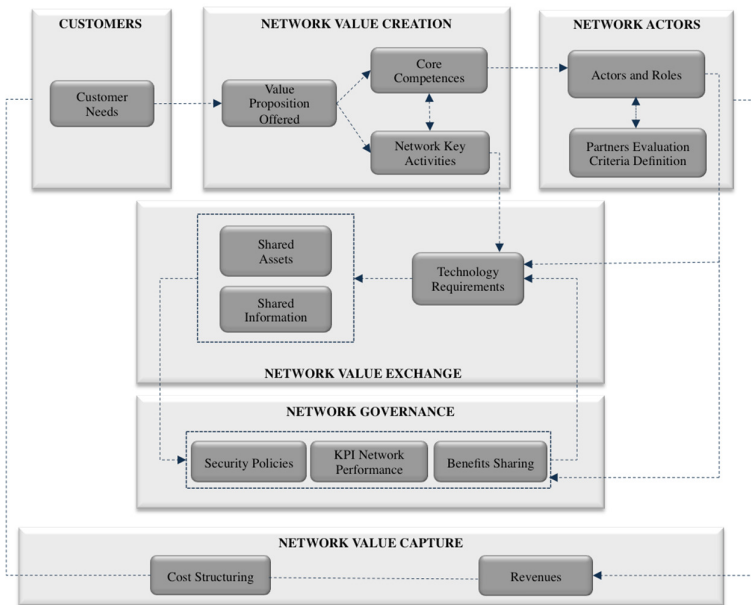 CUSTOMERS
Customer
Needs
NETWORK VALUE CREATION
Value
Proposition
Offered
Core
Competences
Network Key
Activities
NETWORK ACTORS
Actors and Roles
Partners Evaluation
Criteria Definition
Shared
Assets
Shared
Information
Technology
Requirements
NETWORK VALUE EXCHANGE
NETWORK GOVERNANCE
Security Policies
KPI Network
Performance
Benefits Sharing
NETWORK VALUE CAPTURE
Cost Structuring
Revenues